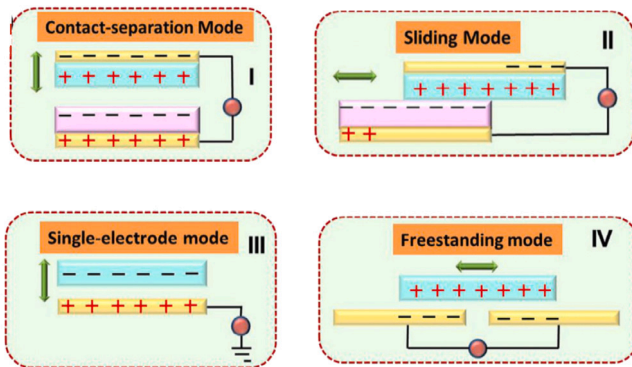 Contact-separation Mode
I
Sliding Mode
II
Single-electrode mode
III
Freestanding mode
IV